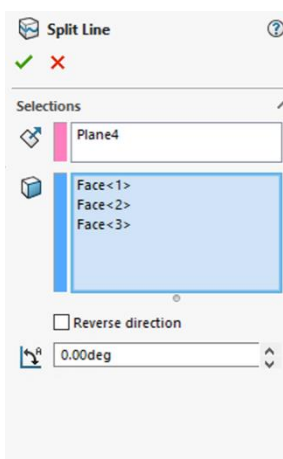 Split Line
Selections
Plane4
Face<1>
Face<2>
Face<3>
Reverse direction
0.00deg